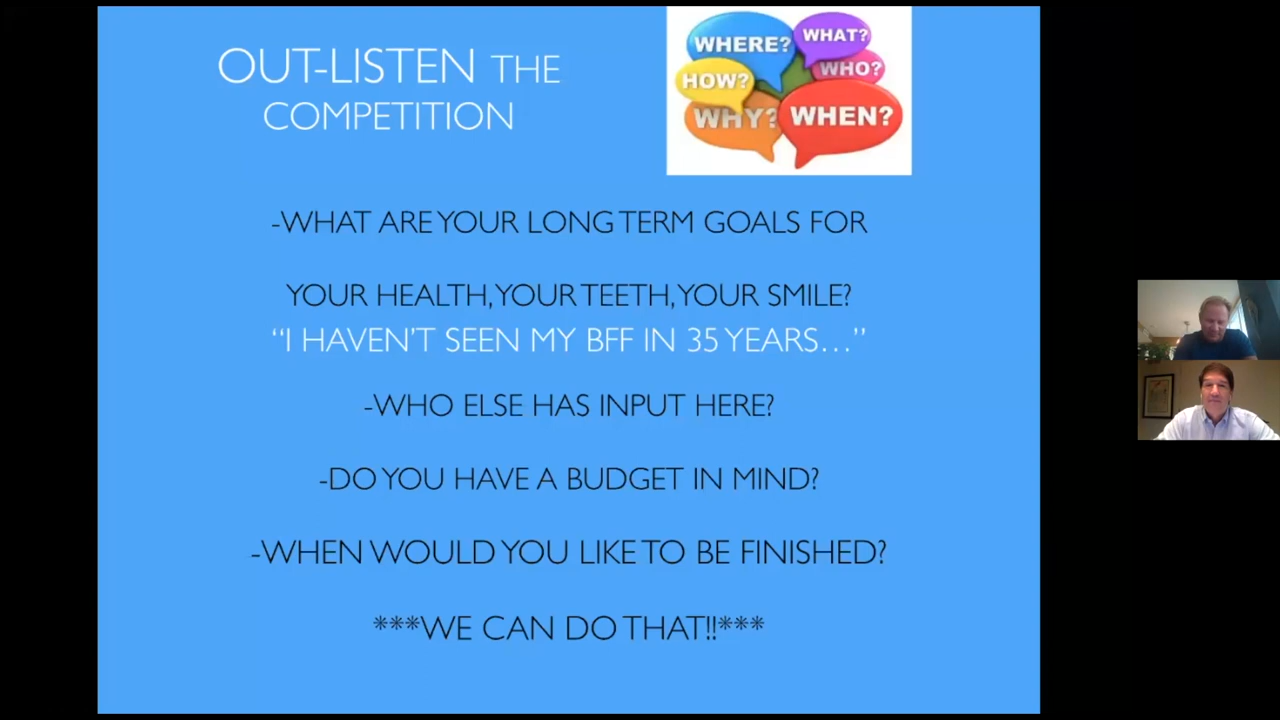 OUT-LISTEN THE
COMPETITION
WHERE?
WHAT?
HOW?
WHO?
WHY?
WHEN?
-WHAT ARE YOUR LONG TERM GOALS FOR
YOUR HEALTH, YOUR TEETH, YOUR SMILE?
“I HAVEN’T SEEN MY BFF IN 35 YEARS…”
-WHO ELSE HAS INPUT HERE?
-DO YOU HAVE A BUDGET IN MIND?
-WHEN WOULD YOU LIKE TO BE FINISHED?
***WE CAN DO THAT!!***